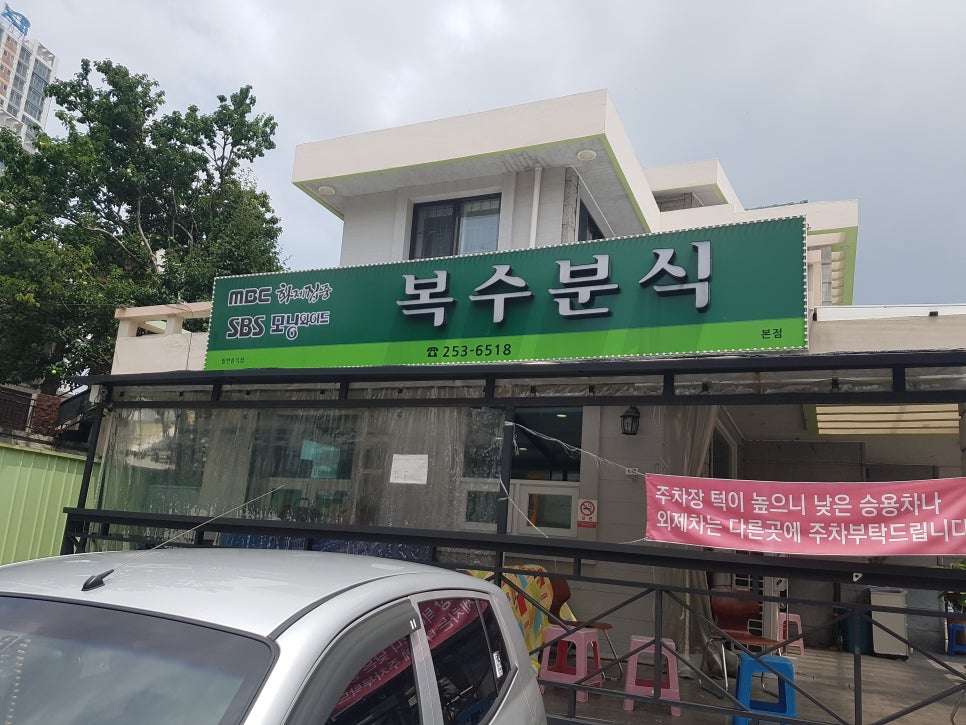 MBC 화제집중
SBS 모닝와이드
복수분식
☎ 253-6518
본점
주차장 턱이 높으니 낮은 승용차나
외제차는 다른곳에 주차부탁드립니다